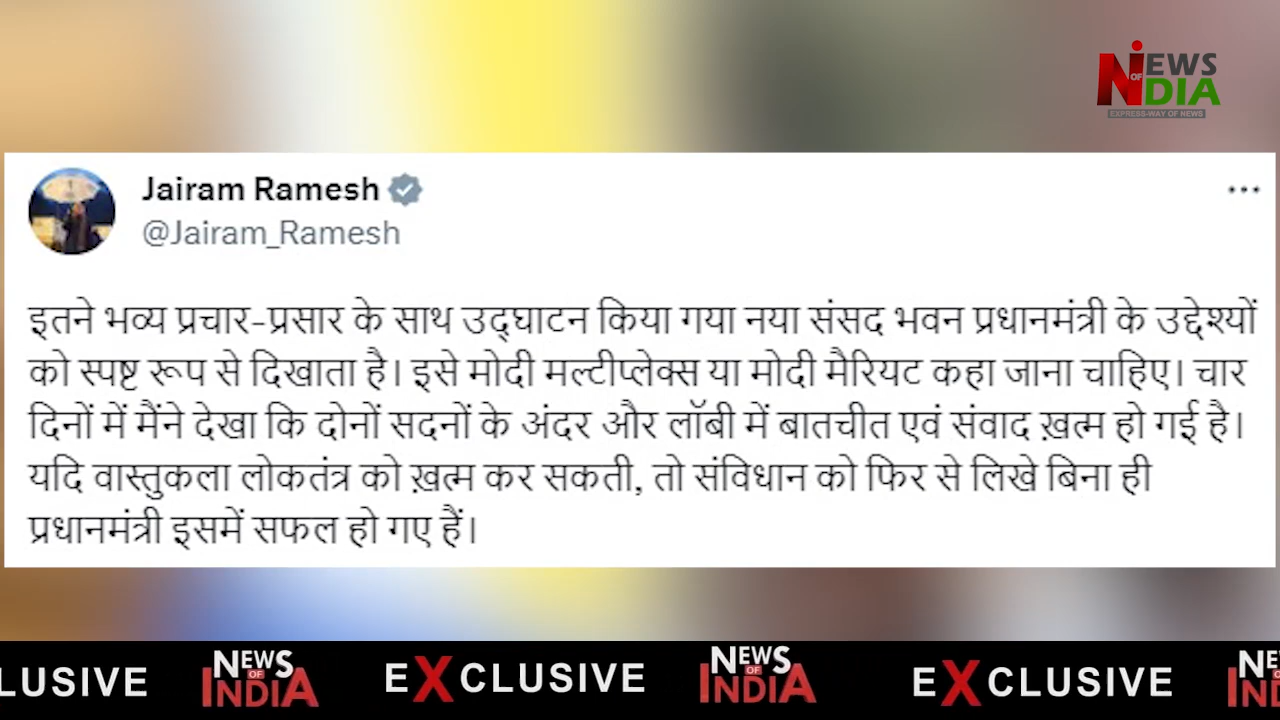 NEWS
OF
INDIA
EXPRESS-WAY OF NEWS
Jairam Ramesh
@Jairam_Ramesh
इतने भव्य प्रचार-प्रसार के साथ उद्घाटन किया गया नया संसद भवन प्रधानमंत्री के उद्देश्यों
को स्पष्ट रूप से दिखाता है। इसे मोदी मल्टीप्लेक्स या मोदी मैरियट कहा जाना चाहिए। चार
दिनों में मैंने देखा कि दोनों सदनों के अंदर और लॉबी में बातचीत एवं संवाद ख़त्म हो गई है।
यदि वास्तुकला लोकतंत्र को ख़त्म कर सकती, तो संविधान को फिर से लिखे बिना ही
प्रधानमंत्री इसमें सफल हो गए हैं।
LUSIVE NEWS OF INDIA EXCLUSIVE NEWS OF INDIA EXCLUSIVE NE IND